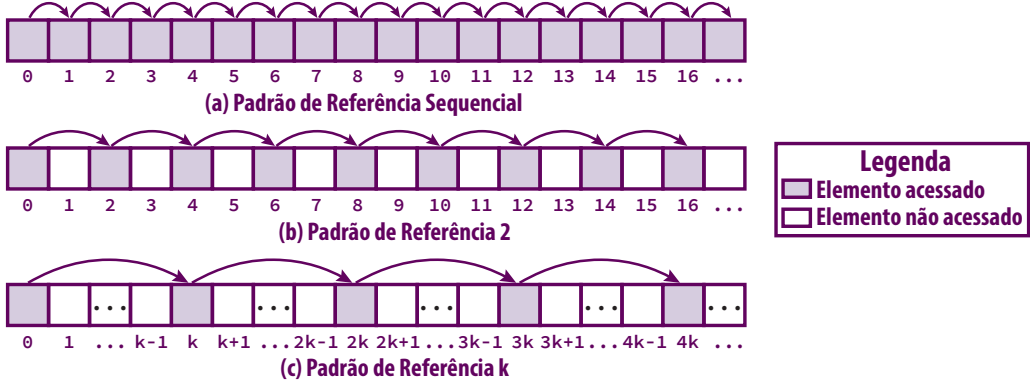 0 1 2 3 4 5 6 7 8 9 10 11 12 13 14 15 16 ...
(a) Padrão de Referência Sequencial
0 1 2 3 4 5 6 7 8 9 10 11 12 13 14 15 16 ...
(b) Padrão de Referência 2
... ... ... ... ...
0 1 ... k-1 k k+1 ... 2k-1 2k 2k+1 ... 3k-1 3k 3k+1 ... 4k-1 4k ...
(c) Padrão de Referência k
Legenda
Elemento acessado
Elemento não acessado